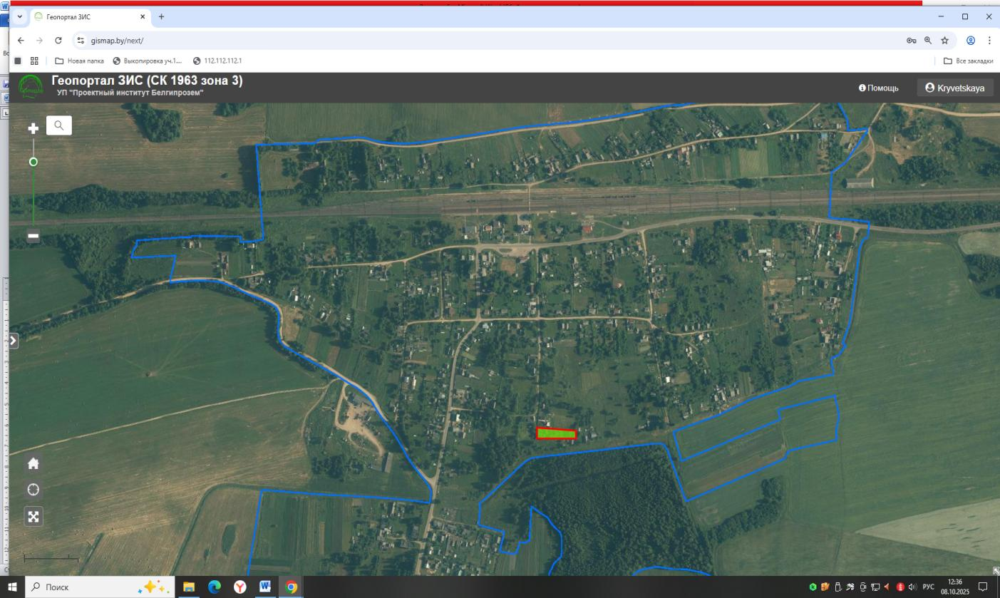 Геопортал ЗИС
gismap.by/next/
Новая папка
Выкопировка уч.1....
112.112.112.1
Все закладки
Геопортал ЗИС (СК 1963 зона 3)
УП "Проектный институт Белгипрозем"
Помощь
Kryvetskaya
Поиск
РУС
12:36
08.10.2025